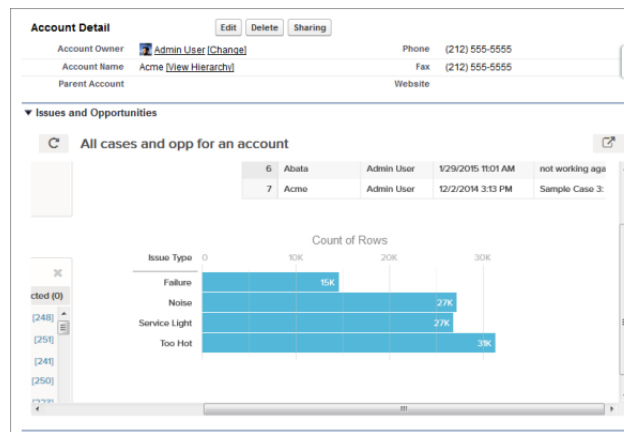 Account Detail Edit Delete Sharing
Account Owner Admin User [Change] Phone (212) 555-5555
Account Name Acme [View Hierarchy] Fax (212) 555-5555
Parent Account Website
Issues and Opportunities
All cases and opp for an account
6 Abata Admin User 1/29/2015 11:01 AM not working aga
7 Acme Admin User 12/2/2014 3:13 PM Sample Case 3:
Count of Rows
Issue Type 0 10K 20K 30K
Failure 15K
Noise 27K
Service Light 27K
Too Hot 31K
cted (0)
[248]
[251]
[241]
[250]